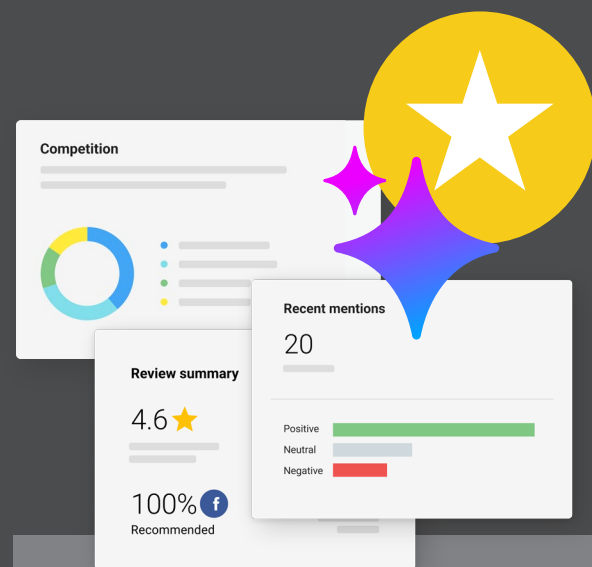 Competition
Recent mentions
20
Positive
Neutral
Negative
Review summary
4.6
100% f
Recommended